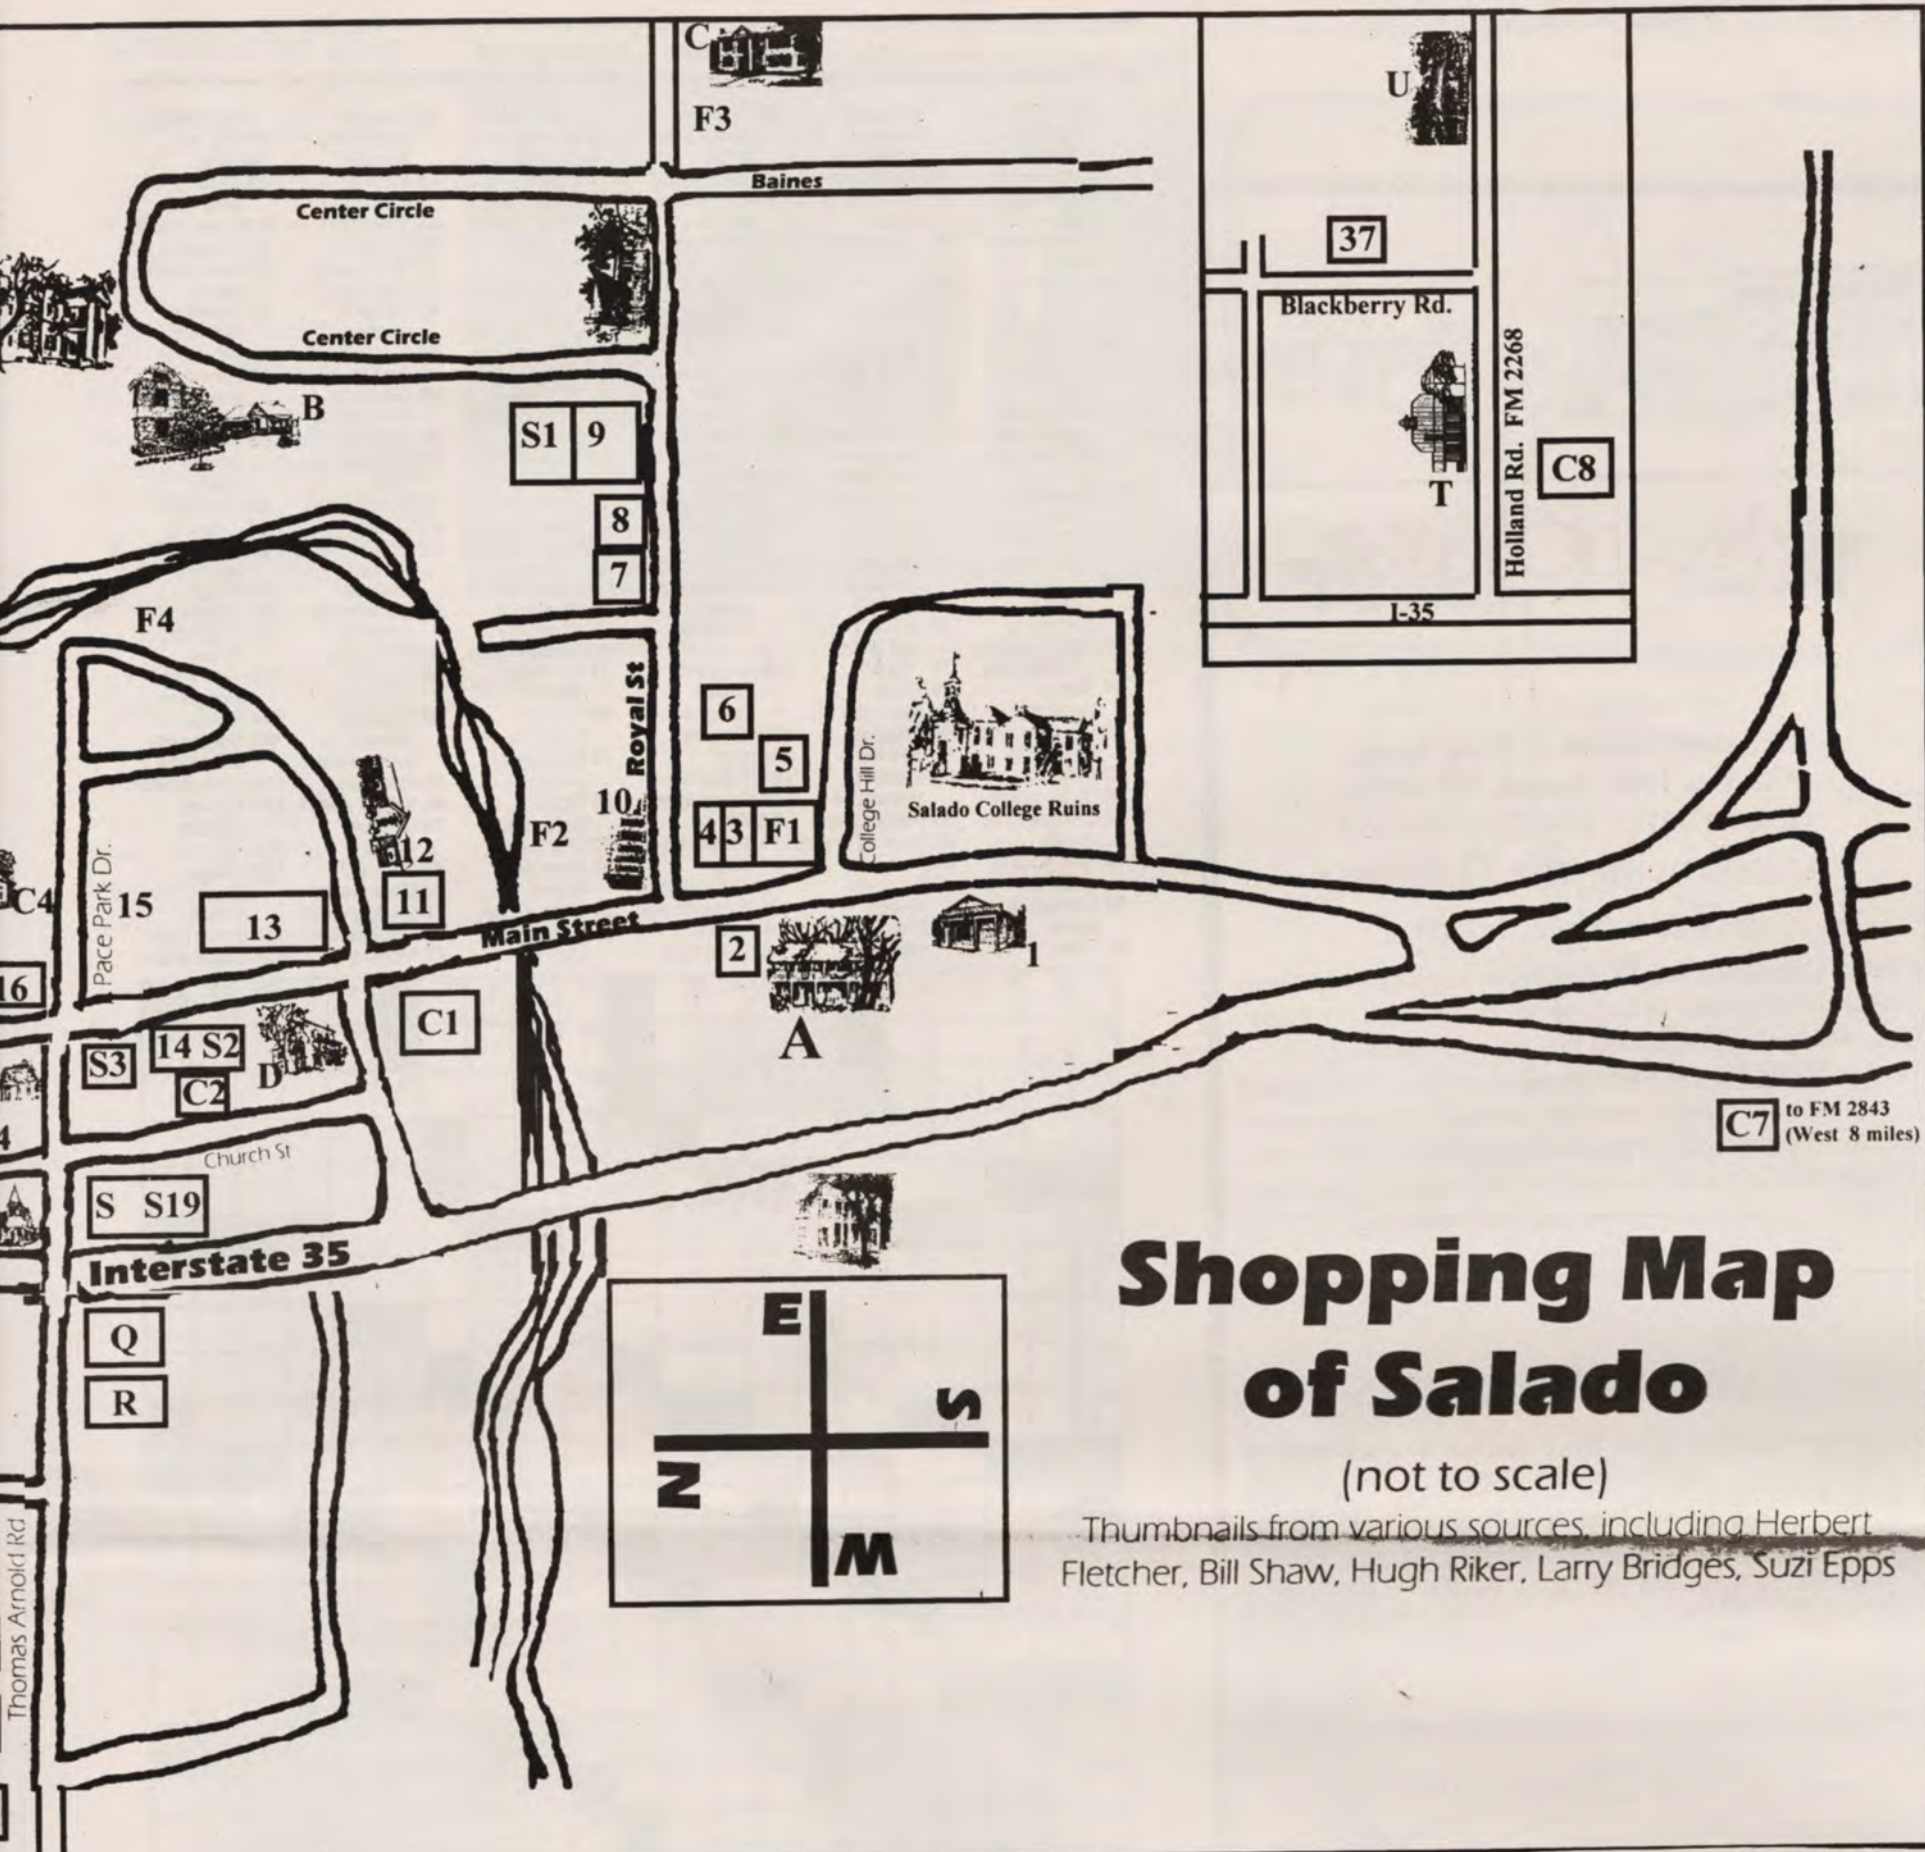 C
F3
U
Baines
Center Circle
37
Blackberry Rd.
Center Circle
B
S1 9
Holland Rd. FM 2268
C8
T
8
7
I-35
F4
Royal St
6
5
College Hill Dr.
Salado College Ruins
10
4 3 F1
F2
12
11
C4
15
Pace Park Dr.
13
Main Street
2
1
16
A
C1
14 S2
S3
D
C2
4
C7
to FM 2843
(West 8 miles)
Church St
S S19
Interstate 35
Q
R
E
S
N
W
Shopping Map
of Salado
(not to scale)
Thumbnails from various sources, including Herbert
Fletcher, Bill Shaw, Hugh Riker, Larry Bridges, Suzi Epps
Thomas Arnold Rd